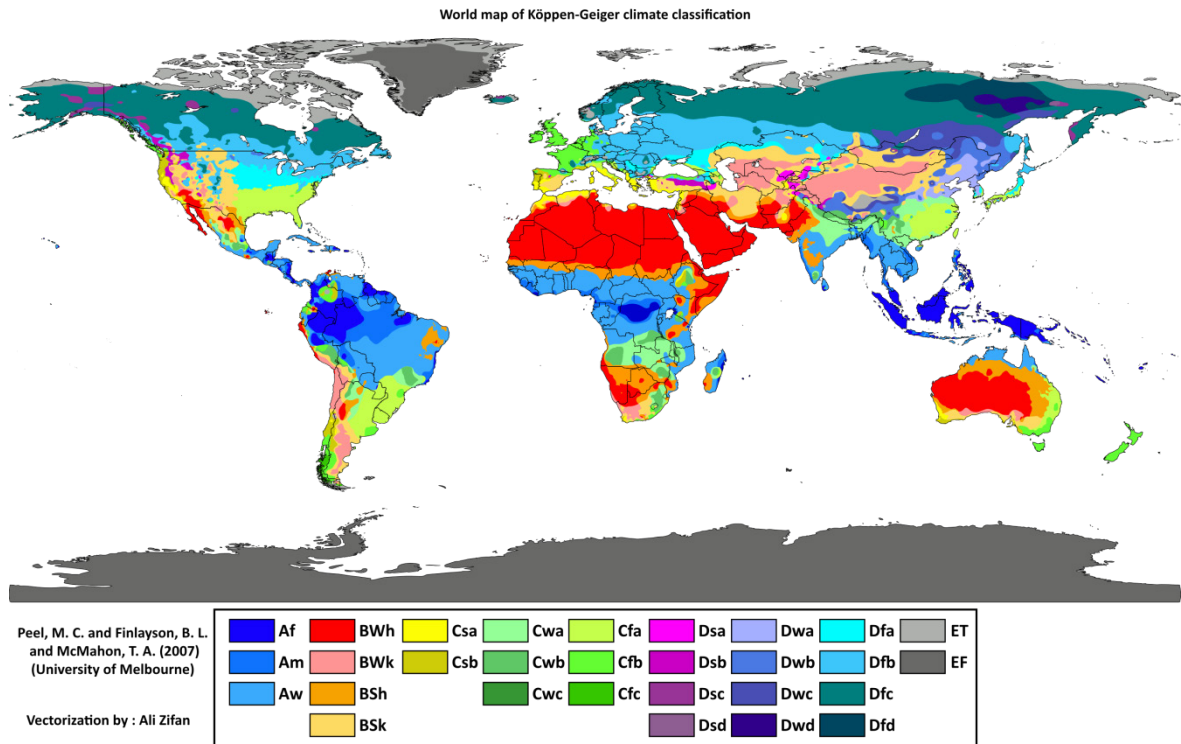 World map of Köppen-Geiger climate classification
Peel, M. C. and Finlayson, B. L.
and McMahon, T. A. (2007)
(University of Melbourne)
Vectorization by : Ali Zifan
Af BWh Csa Cwa Cfa Dsa Dwa Dfa ET
Am BWk Csb Cwb Cfb Dsb Dwb Dfb EF
Aw BSh Cwc Cfc Dsc Dwc Dfc
BSk Dsd Dwd Dfd